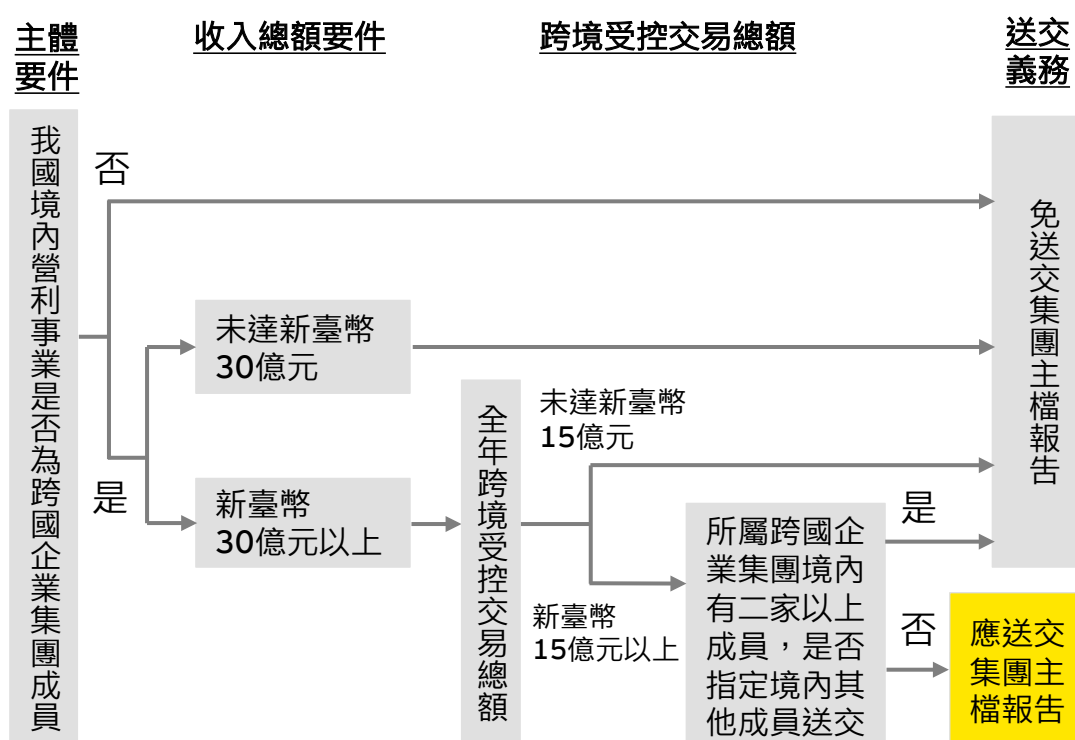 主體
要件
收入總額要件
跨境受控交易總額
送交
義務
我國境內營利事業是否為跨國企業集團成員
否
是
未達新臺幣
30億元
新臺幣
30億元以上
全年跨境受控交易總額
未達新臺幣
15億元
新臺幣
15億元以上
所屬跨國企
業集團境內
有二家以上
成員，是否
指定境內其
他成員送交
是
否
免送交集團主檔報告
應送交
集團主
檔報告